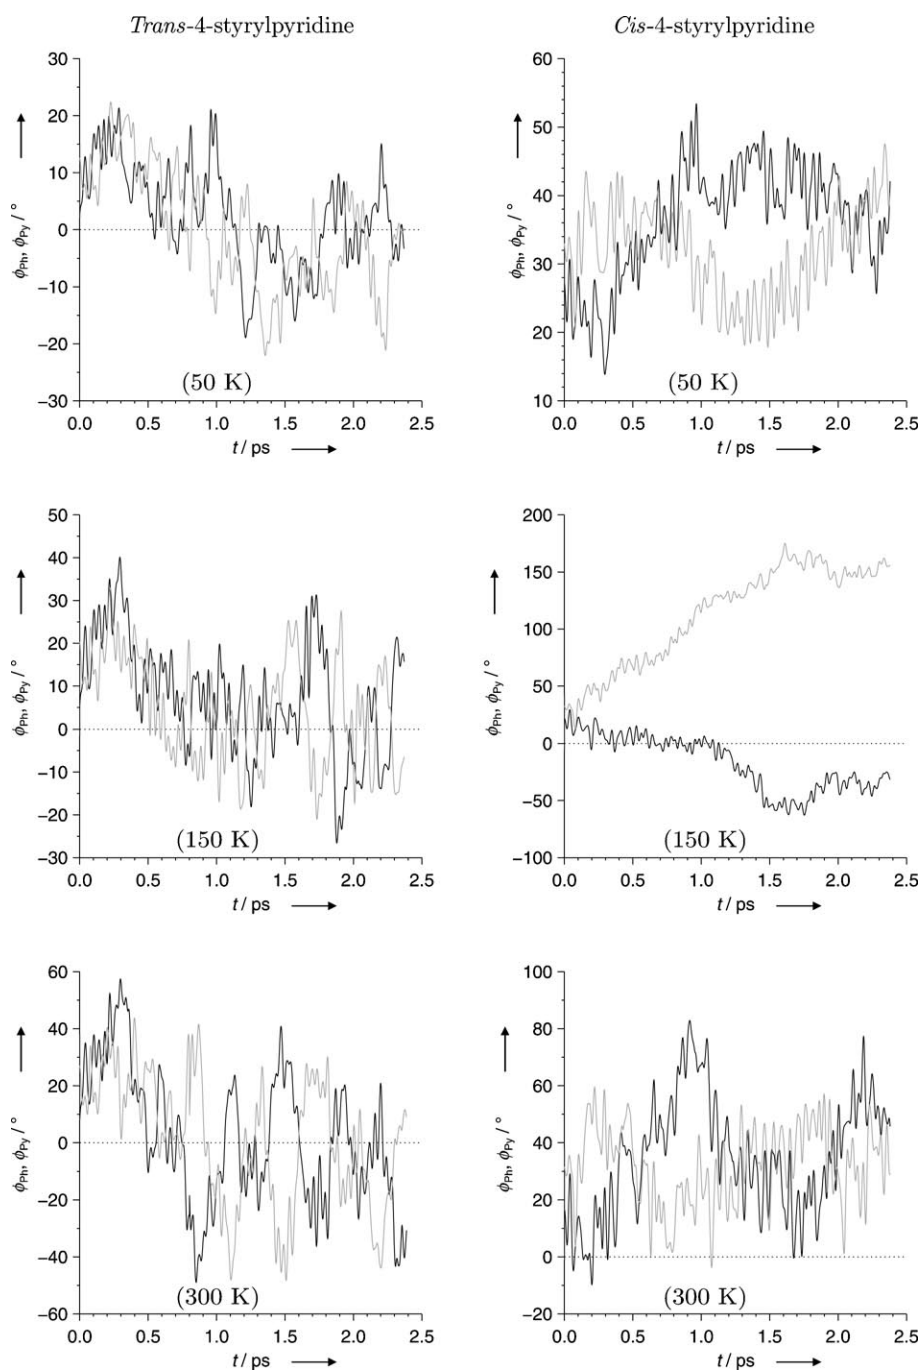 Trans-4-styrylpyridine
Cis-4-styrylpyridine
30
20
10
0
−10
−20
−30
ϕPh, ϕPy / °
(50 K)
0.0 0.5 1.0 1.5 2.0 2.5
t / ps
60
50
40
30
20
10
ϕPh, ϕPy / °
(50 K)
0.0 0.5 1.0 1.5 2.0 2.5
t / ps
50
40
30
20
10
0
−10
−20
−30
ϕPh, ϕPy / °
(150 K)
0.0 0.5 1.0 1.5 2.0 2.5
t / ps
200
150
100
50
0
−50
−100
ϕPh, ϕPy / °
(150 K)
0.0 0.5 1.0 1.5 2.0 2.5
t / ps
60
40
20
0
−20
−40
−60
ϕPh, ϕPy / °
(300 K)
0.0 0.5 1.0 1.5 2.0 2.5
t / ps
100
80
60
40
20
0
−20
ϕPh, ϕPy / °
(300 K)
0.0 0.5 1.0 1.5 2.0 2.5
t / ps